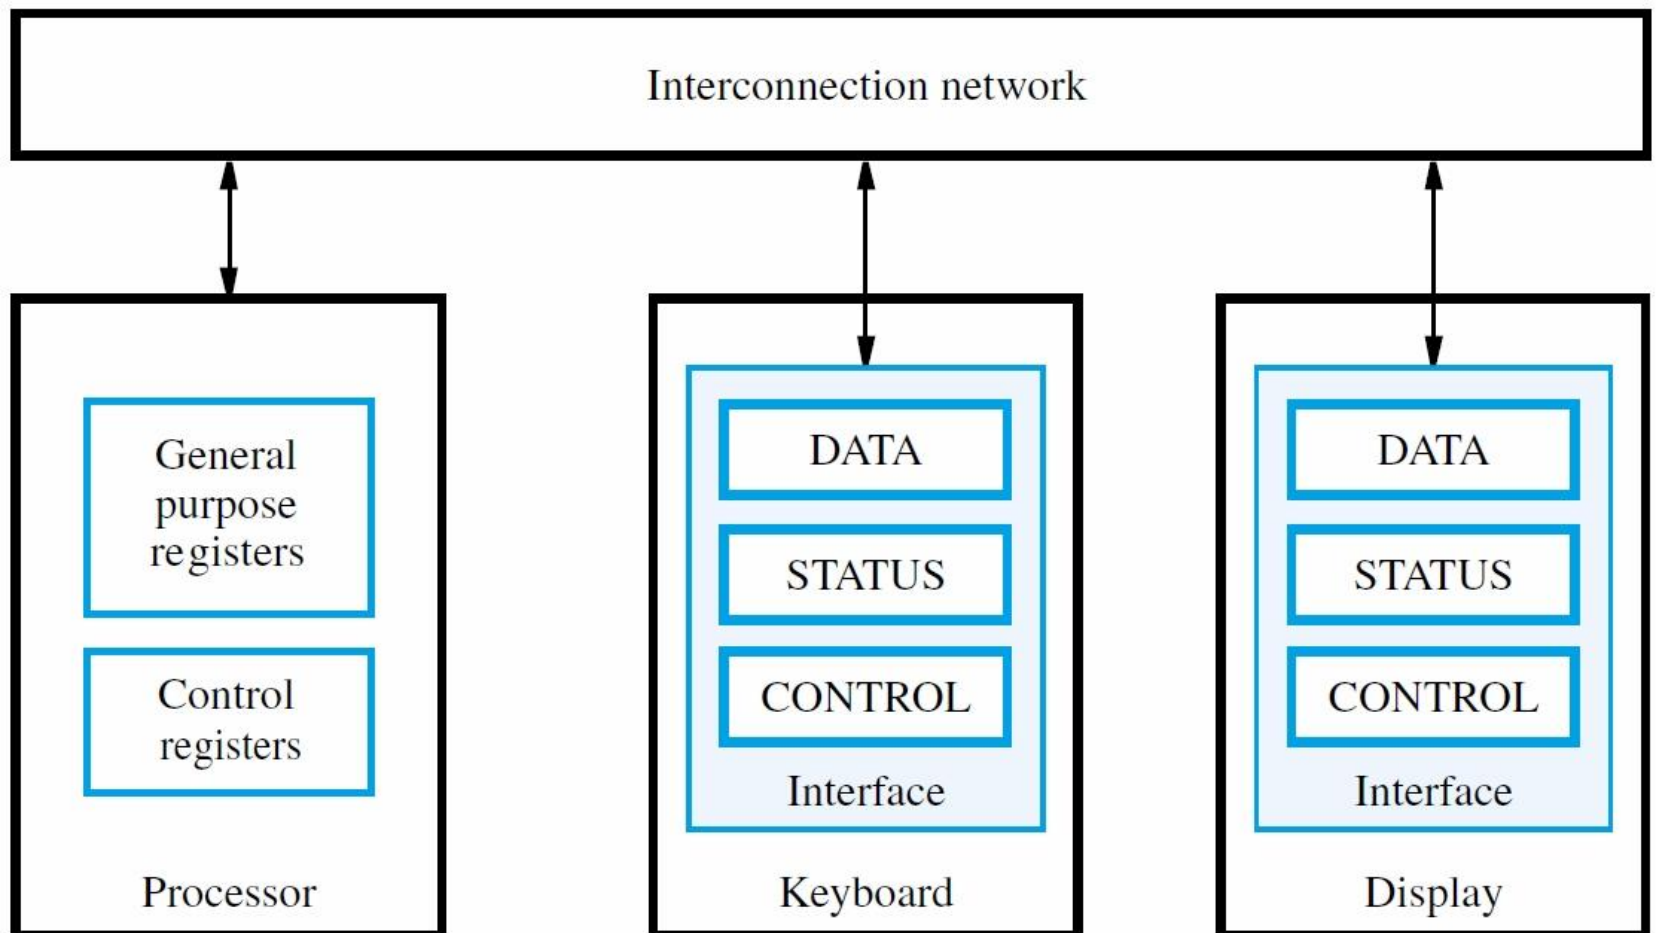 Interconnection network
General
purpose
registers
Control
registers
Processor
DATA
STATUS
CONTROL
Interface
Keyboard
DATA
STATUS
CONTROL
Interface
Display